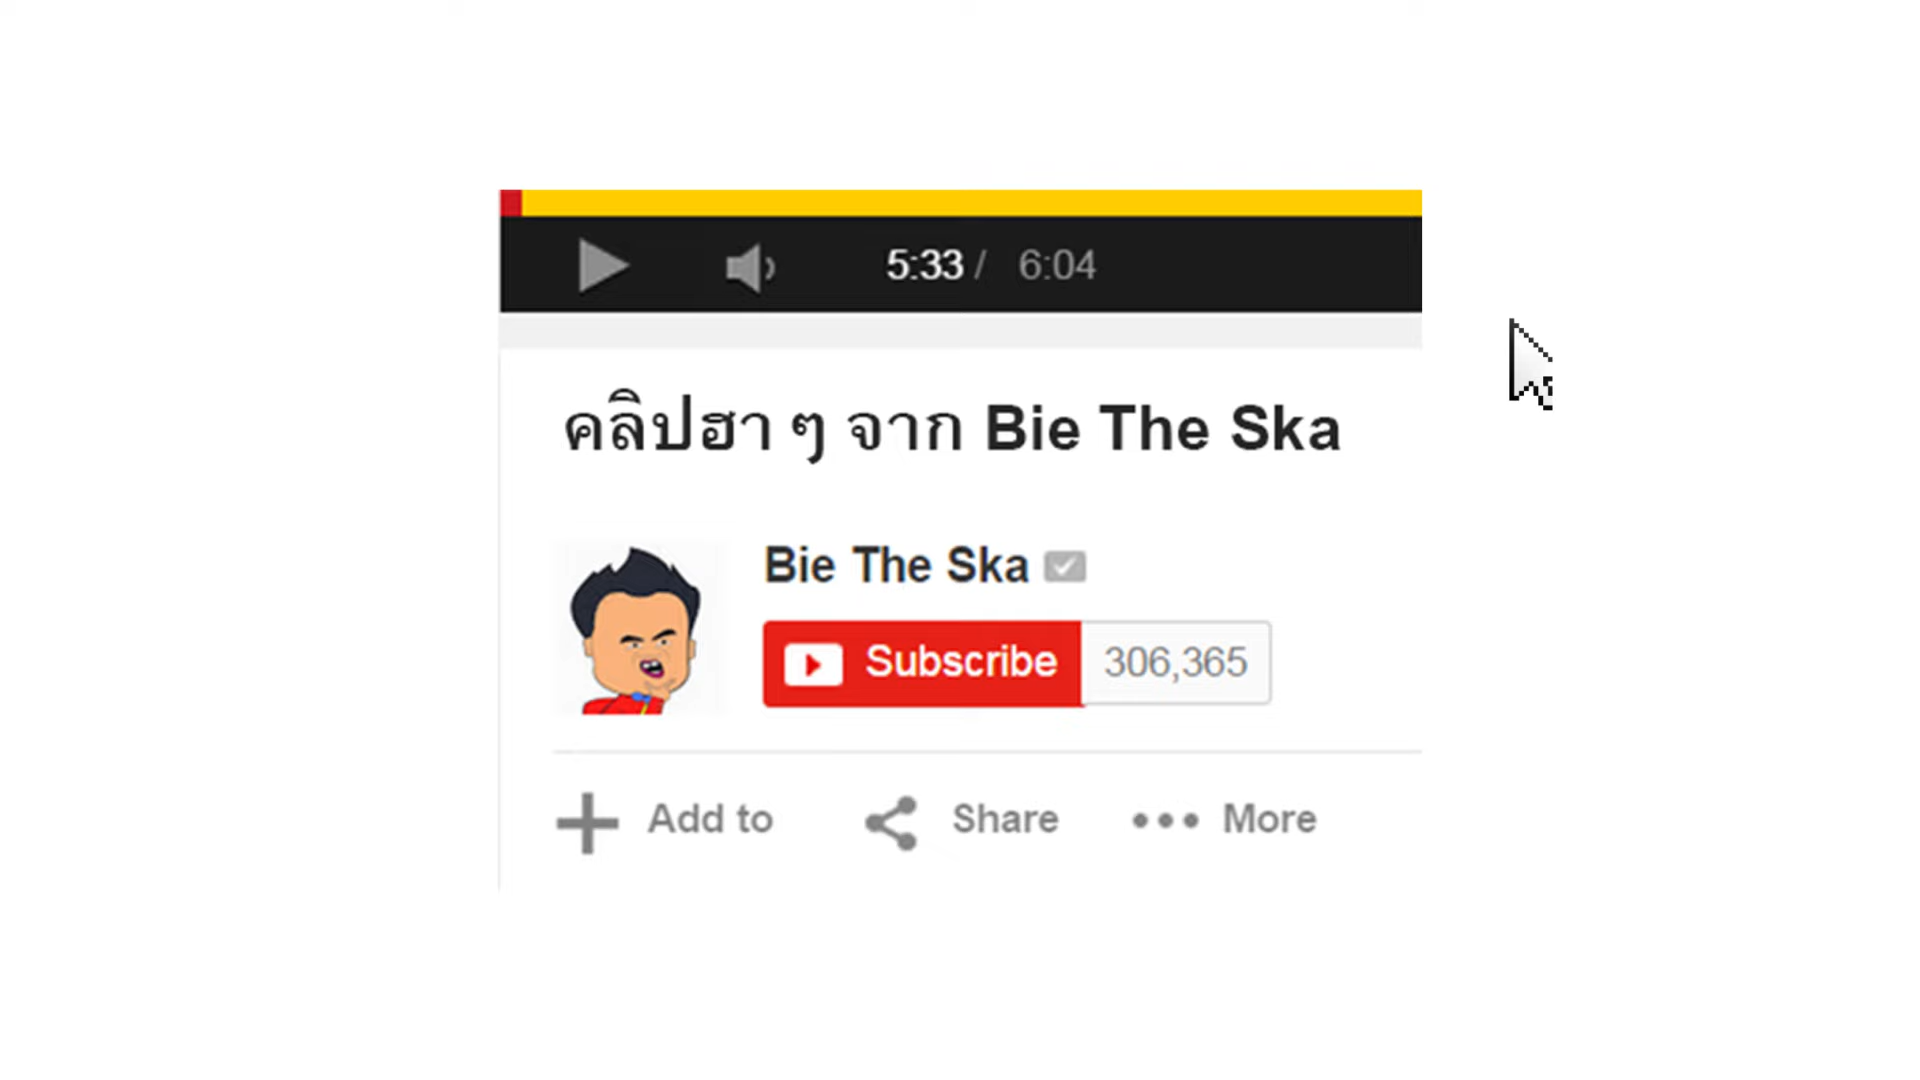 5:33 / 6:04
คลิปฮา ๆ จาก Bie The Ska
Bie The Ska
Subscribe 306,365
Add to Share More